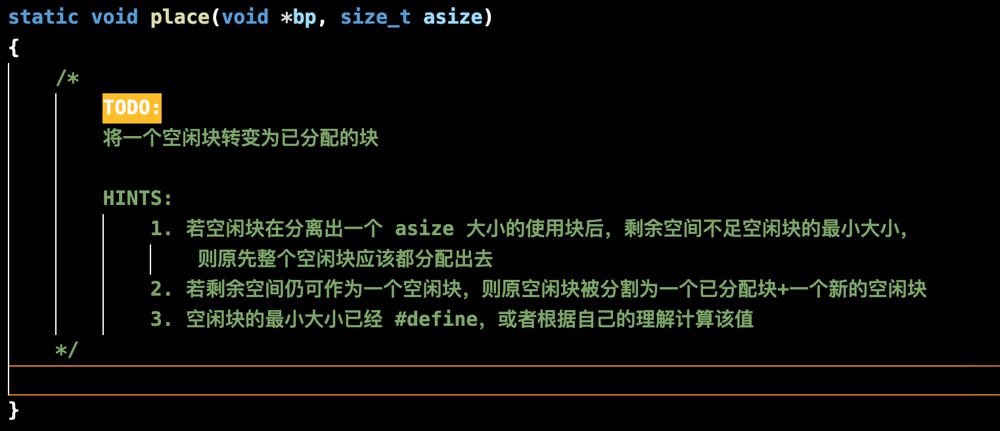 static void place(void *bp, size_t asize)
{
/*
TODO:
将一个空闲块转变为已分配的块
HINTS:
1. 若空闲块在分离出一个 asize 大小的使用块后，剩余空间不足空闲块的最小大小，
则原先整个空闲块应该都分配出去
2. 若剩余空间仍可作为一个空闲块，则原空闲块被分割为一个已分配块+一个新的空闲块
3. 空闲块的最小大小已经 #define，或者根据自己的理解计算该值
*/
}